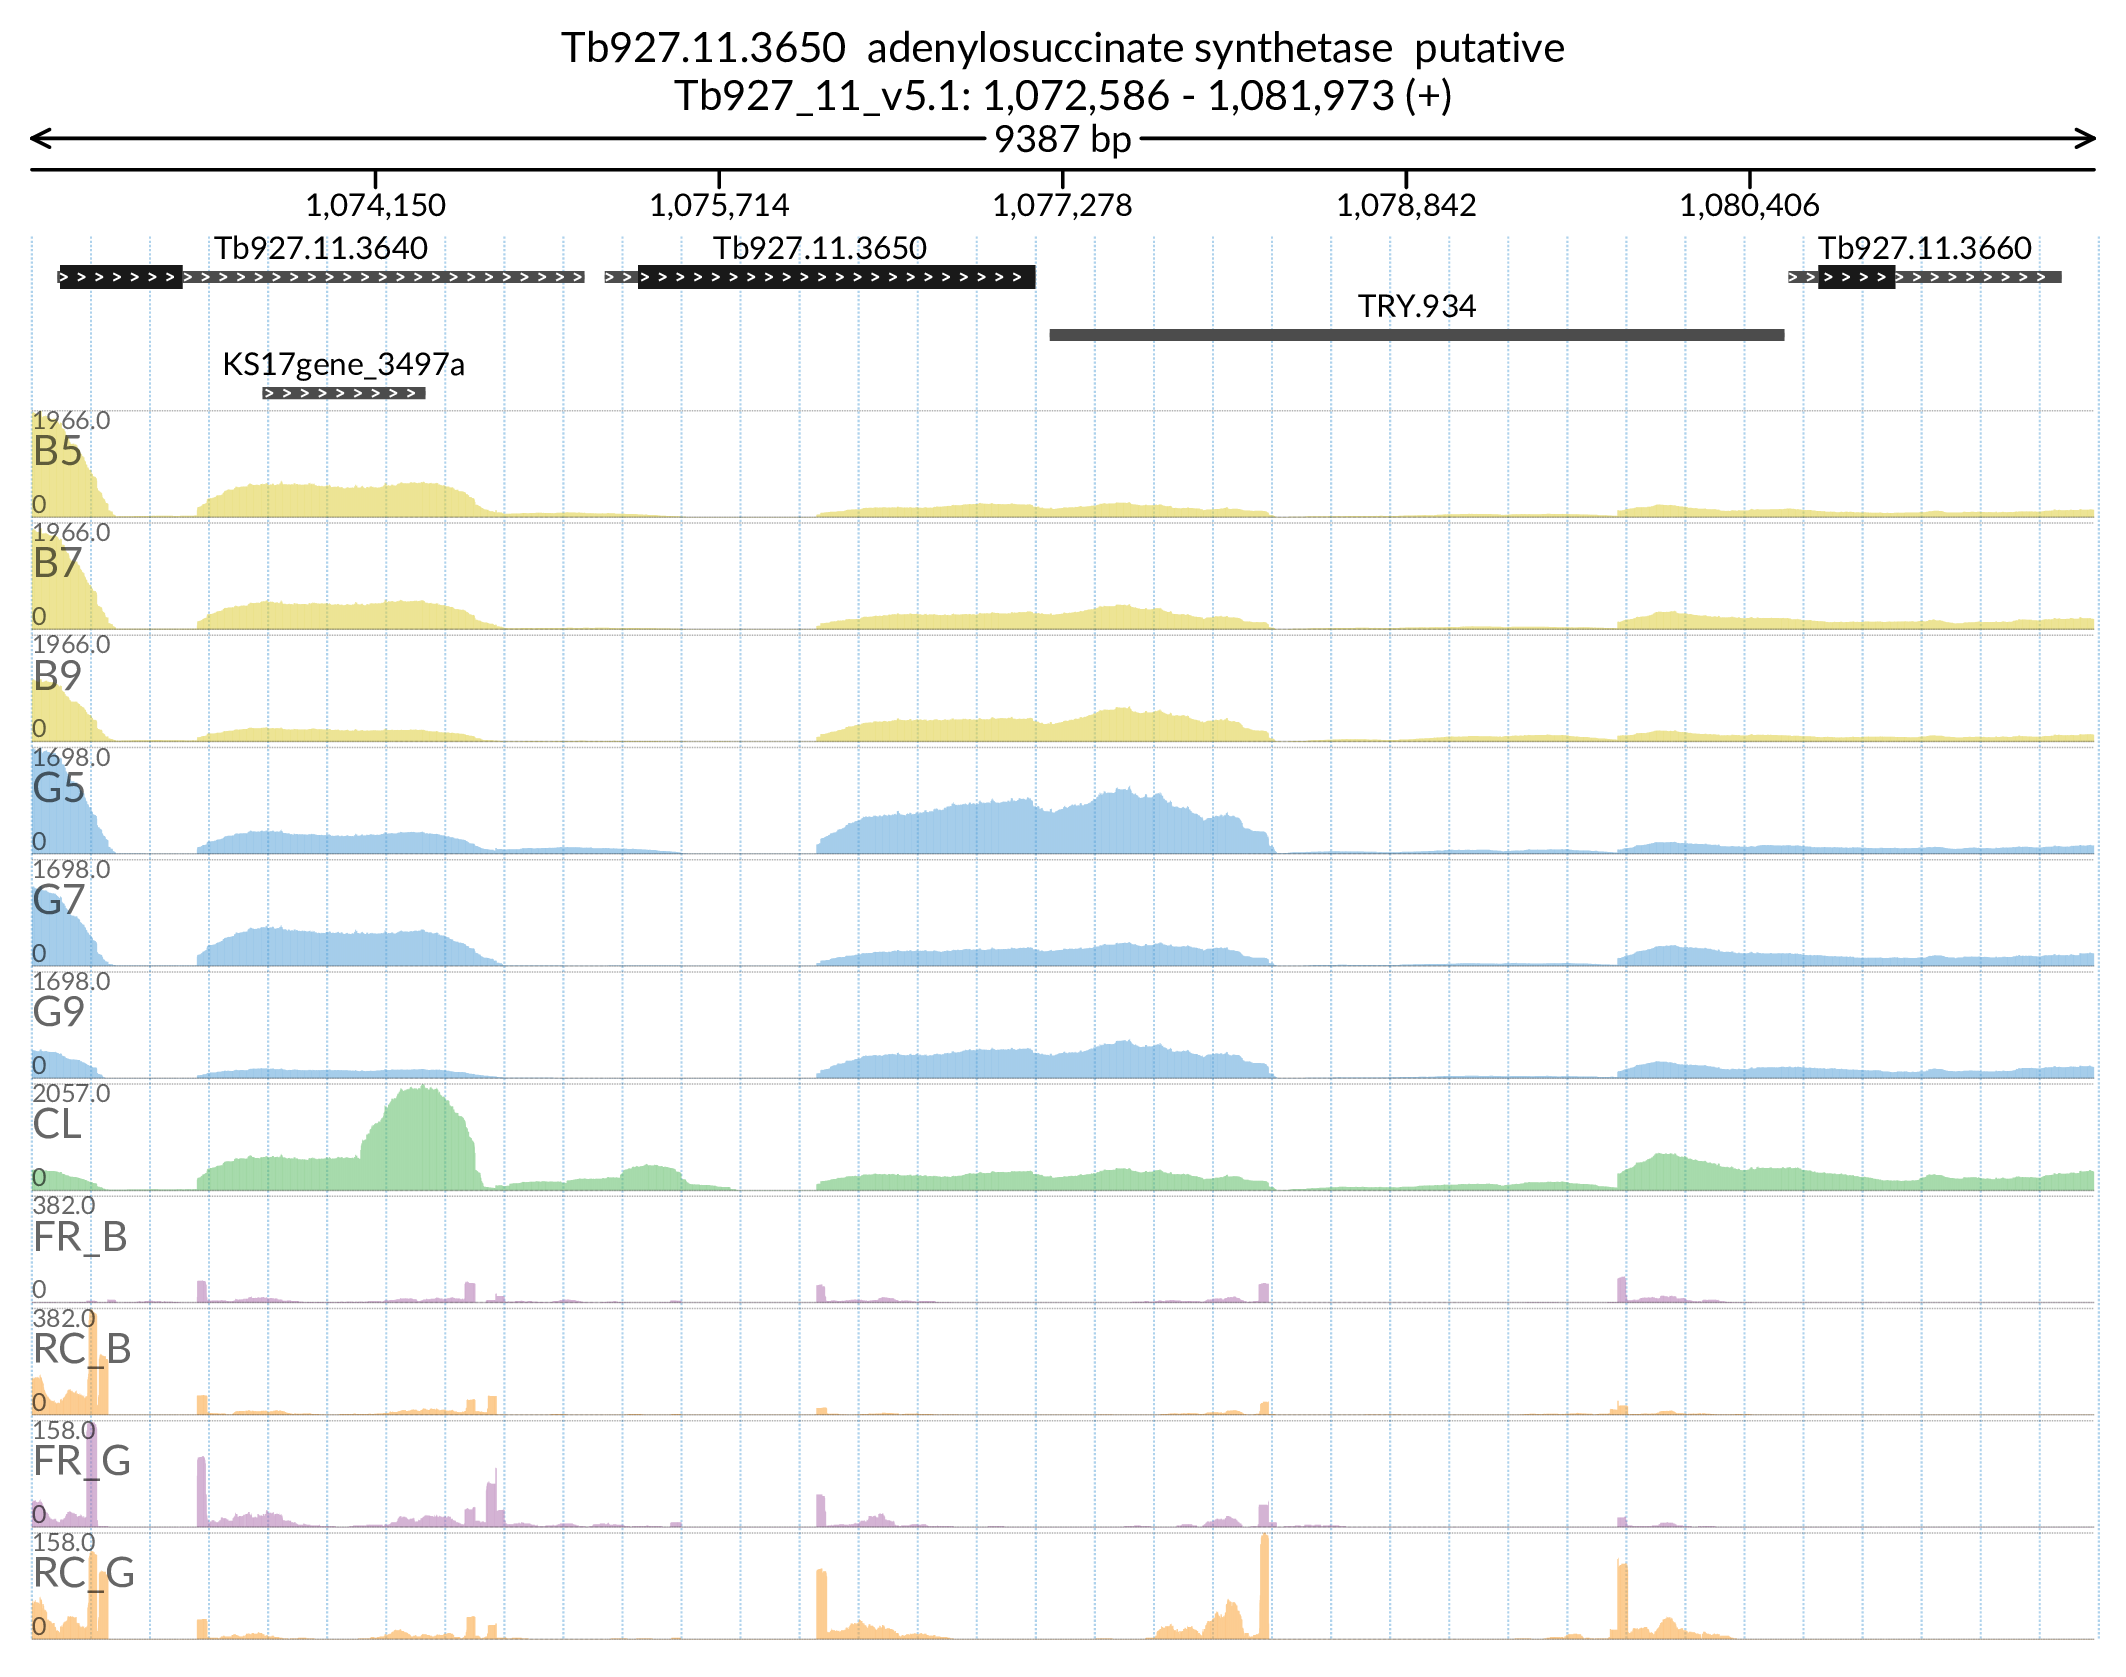 Tb927.11.3650 adenylosuccinate synthetase putative
Tb927_11_v5.1: 1,072,586 - 1,081,973 (+)
9387 bp
1,074,150 1,075,714 1,077,278 1,078,842 1,080,406
Tb927.11.3640 Tb927.11.3650 Tb927.11.3660
TRY.934
KS17gene_3497a
1966.0
B5
0
1966.0
B7
0
1966.0
B9
0
1698.0
G5
0
1698.0
G7
0
1698.0
G9
0
2057.0
CL
0
382.0
FR_B
0
382.0
RC_B
0
158.0
FR_G
0
158.0
RC_G
0